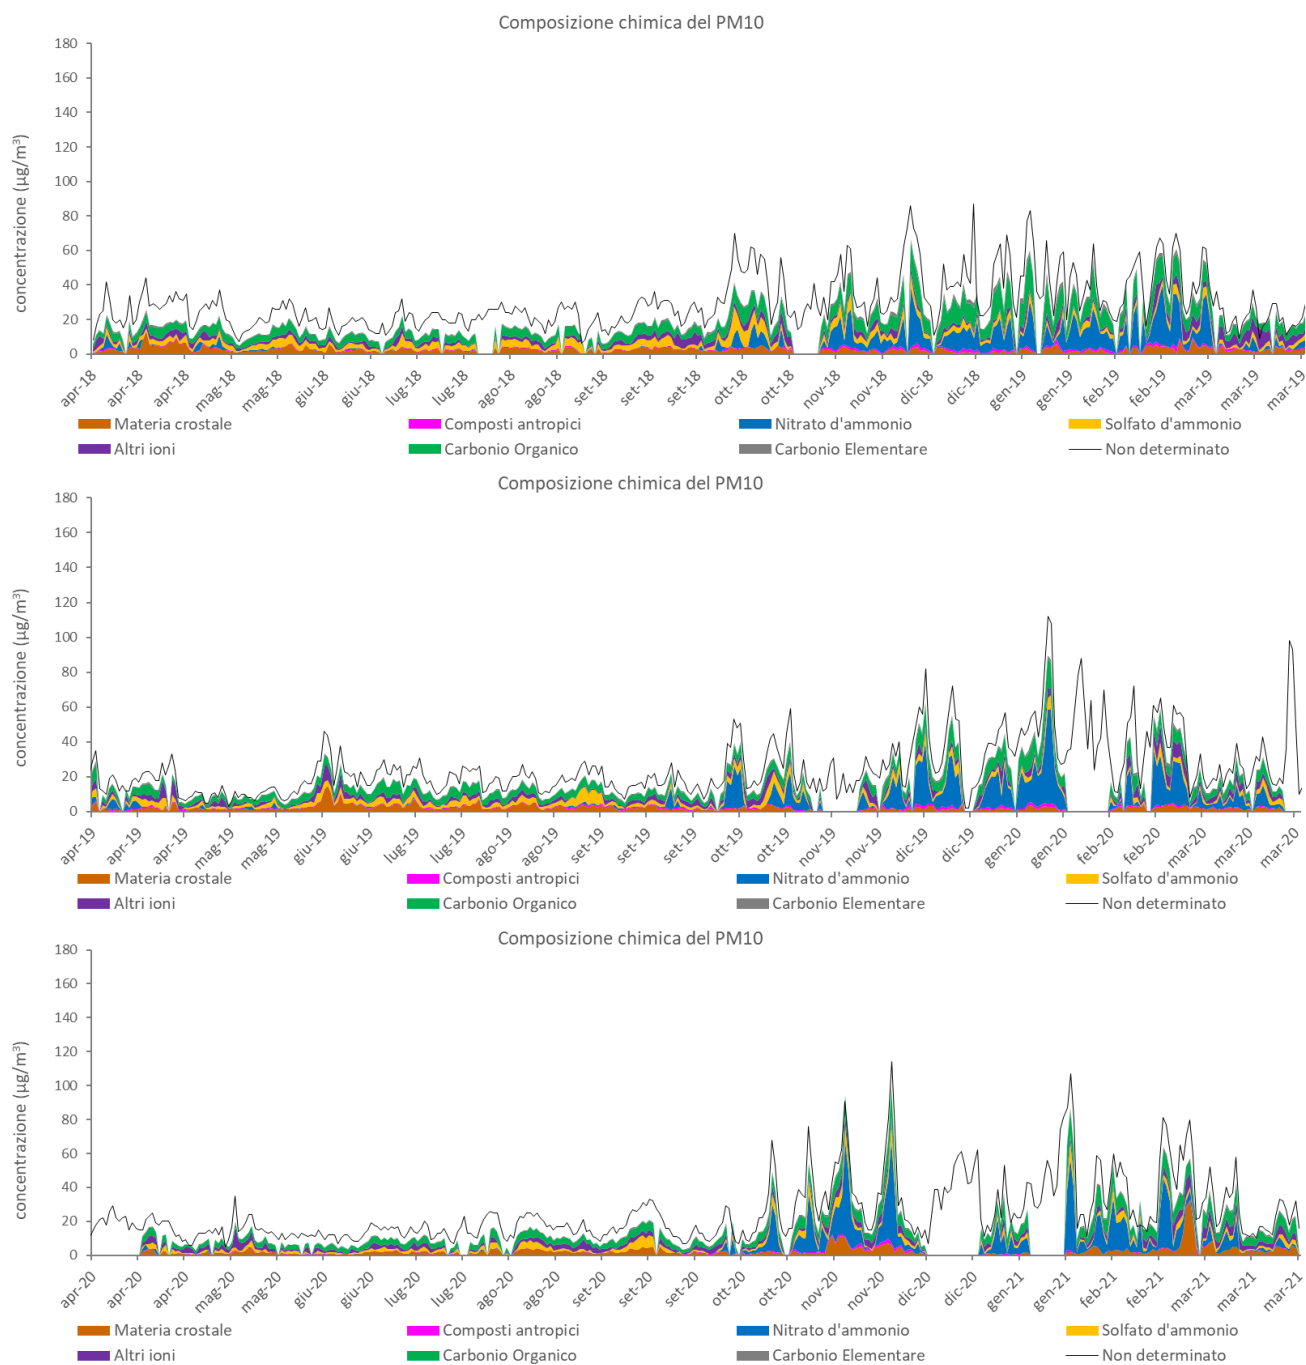 Composizione chimica del PM10
concentrazione (µg/m³)
180
160
140
120
100
80
60
40
20
0
apr-18 apr-18 apr-18 mag-18 mag-18 giu-18 giu-18 lug-18 lug-18 ago-18 ago-18 set-18 set-18 set-18 ott-18 ott-18 nov-18 nov-18 dic-18 dic-18 gen-19 gen-19 feb-19 feb-19 mar-19 mar-19 mar-19
Materia crostale Composti antropici Nitrato d'ammonio Solfato d'ammonio
Altri ioni Carbonio Organico Carbonio Elementare Non determinato
Composizione chimica del PM10
concentrazione (µg/m³)
180
160
140
120
100
80
60
40
20
0
apr-19 apr-19 apr-19 mag-19 mag-19 giu-19 giu-19 lug-19 lug-19 ago-19 ago-19 set-19 set-19 set-19 ott-19 ott-19 nov-19 nov-19 dic-19 dic-19 gen-20 gen-20 feb-20 feb-20 mar-20 mar-20 mar-20
Materia crostale Composti antropici Nitrato d'ammonio Solfato d'ammonio
Altri ioni Carbonio Organico Carbonio Elementare Non determinato
Composizione chimica del PM10
concentrazione (µg/m³)
180
160
140
120
100
80
60
40
20
0
apr-20 apr-20 apr-20 mag-20 mag-20 giu-20 giu-20 lug-20 lug-20 ago-20 ago-20 set-20 set-20 set-20 ott-20 ott-20 nov-20 nov-20 dic-20 dic-20 gen-21 gen-21 feb-21 feb-21 mar-21 mar-21 mar-21
Materia crostale Composti antropici Nitrato d'ammonio Solfato d'ammonio
Altri ioni Carbonio Organico Carbonio Elementare Non determinato